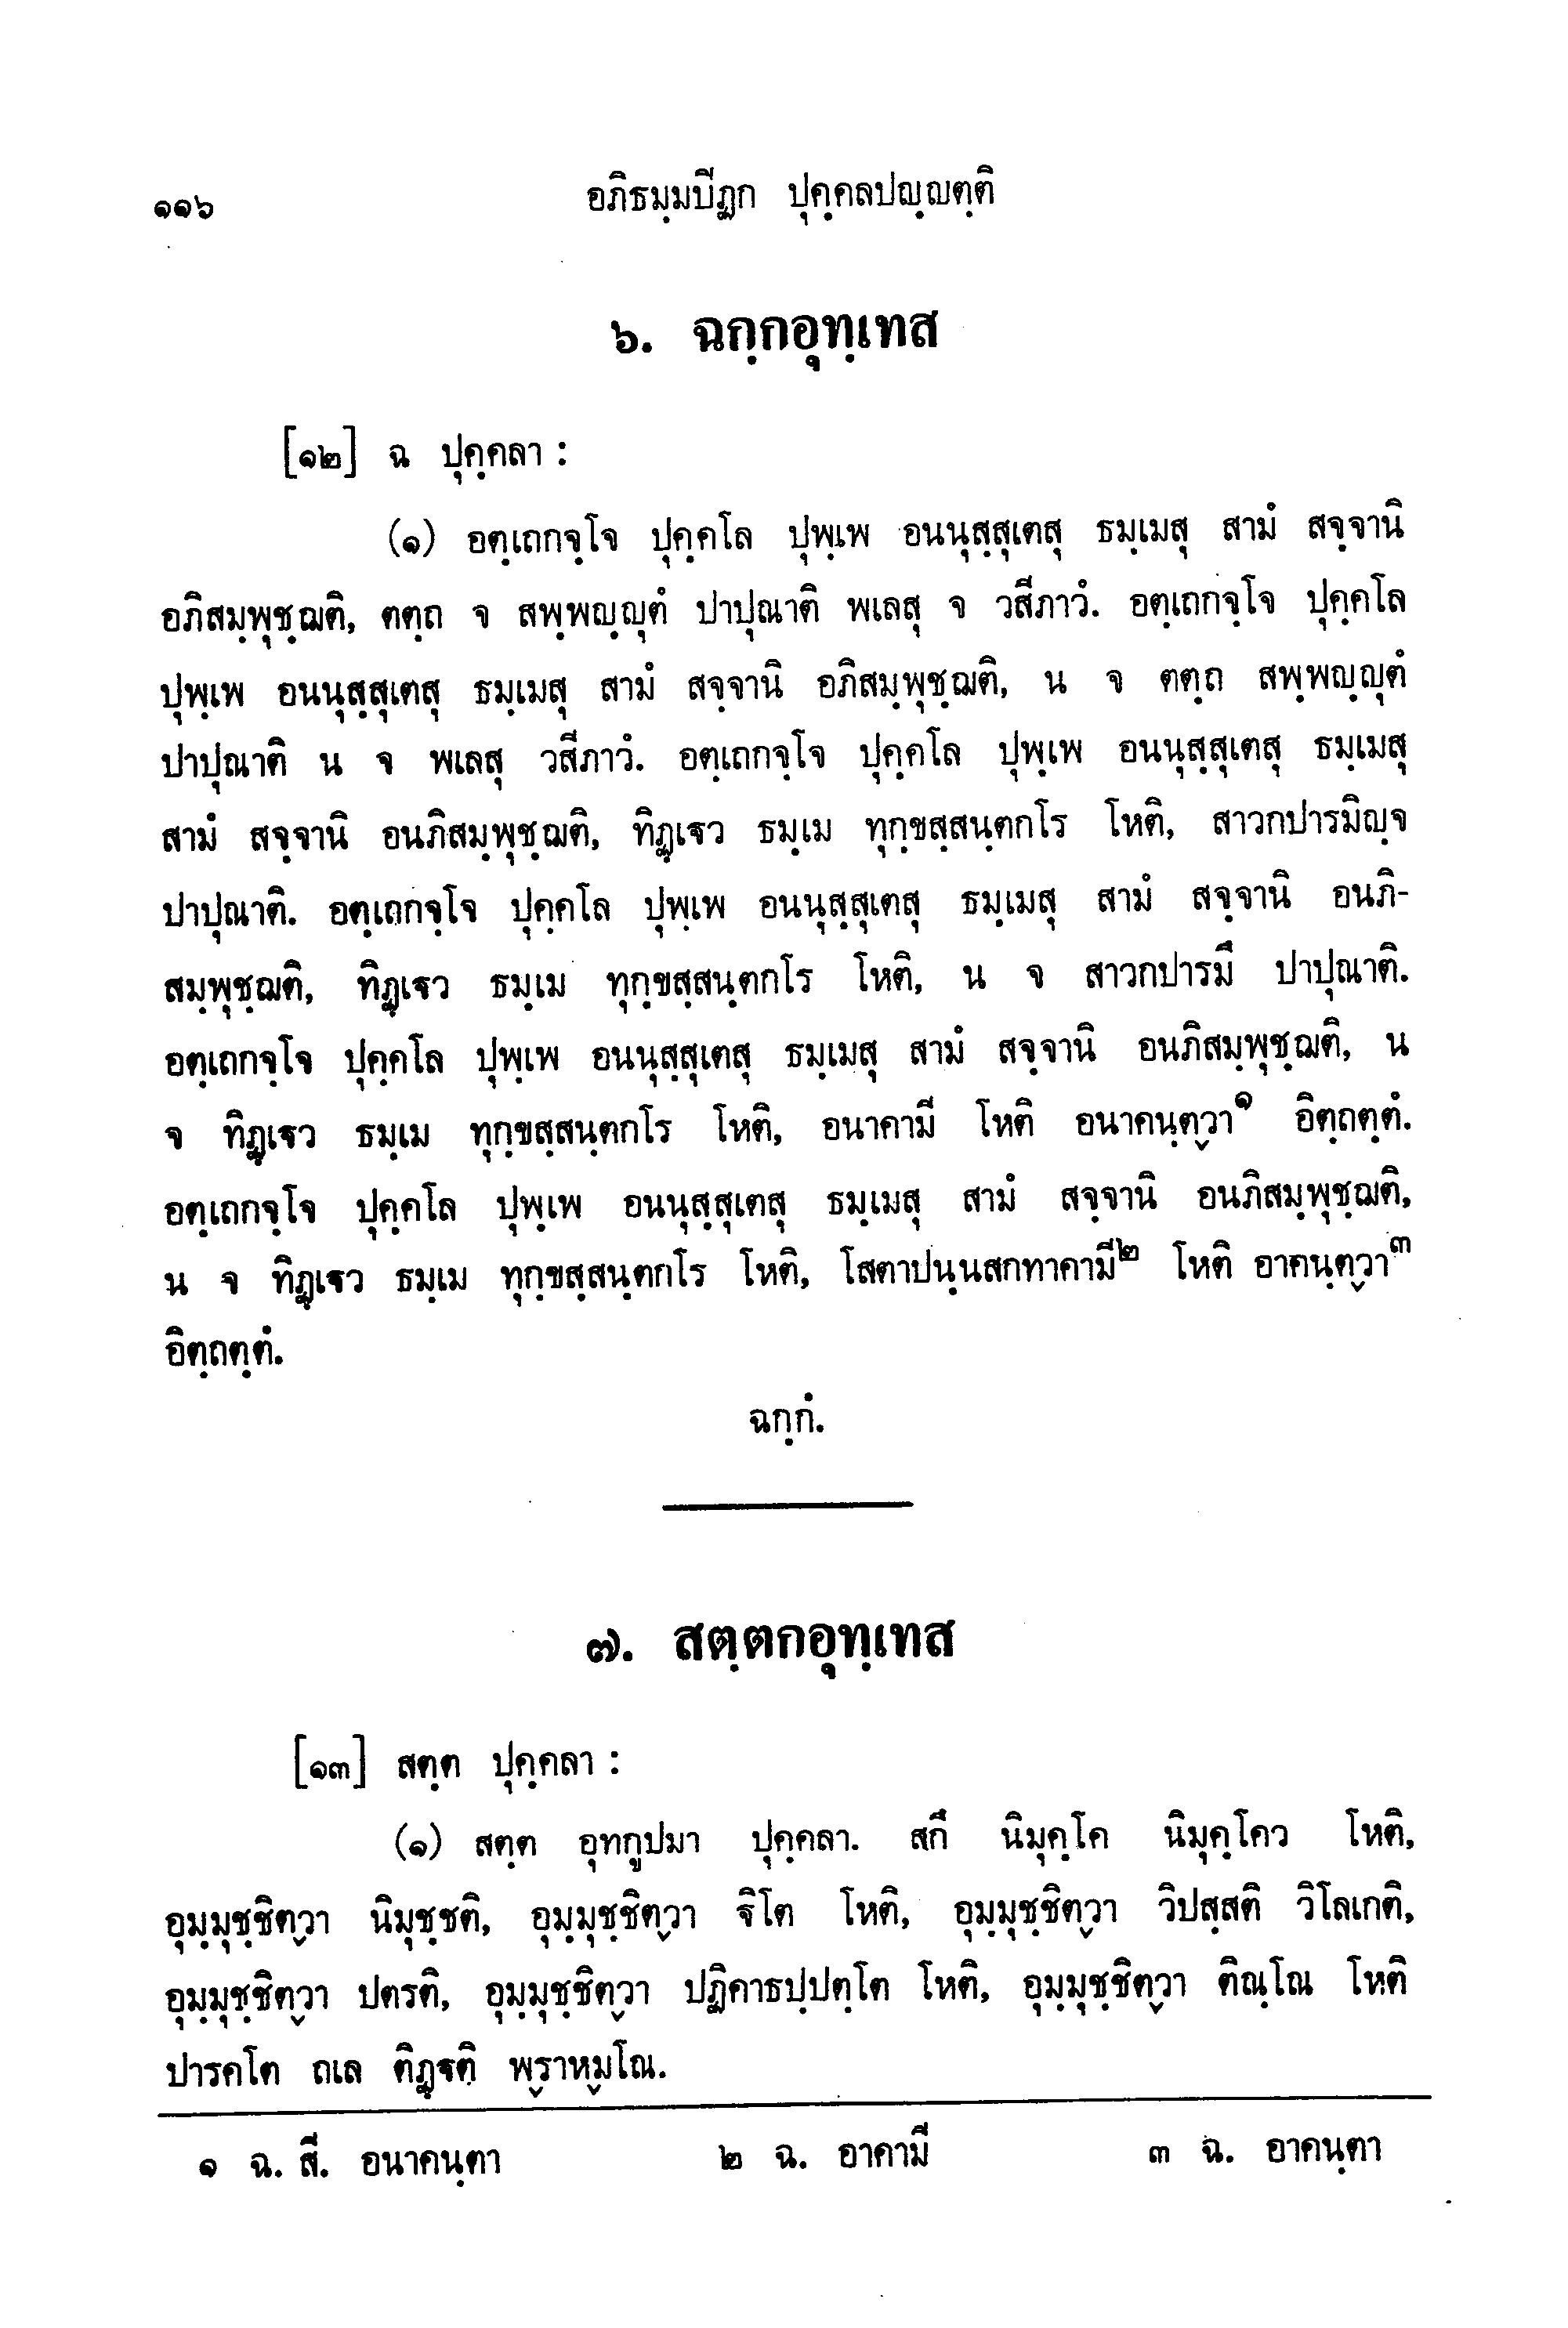 ๑๑๖ อภิธมฺมปีฏก ปุคฺคลปญฺญตฺติ
๖. ฉกฺกอุทฺเทส
[๑๒] ฉ ปุคฺคลา :
(๑) อตฺเถกจฺโจ ปุคฺคโล ปุพฺเพ อนนุสฺสุเตสุ ธมฺเมสุ สามํ สจฺจานิ
อภิสมฺพุชฺฌติ, ตตฺถ จ สพฺพญฺญุตํ ปาปุณาติ พเลสุ จ วสีภาวํ. อตฺเถกจฺโจ ปุคฺคโล
ปุพฺเพ อนนุสฺสุเตสุ ธมฺเมสุ สามํ สจฺจานิ อภิสมฺพุชฺฌติ, น จ ตตฺถ สพฺพญฺญุตํ
ปาปุณาติ น จ พเลสุ วสีภาวํ. อตฺเถกจฺโจ ปุคฺคโล ปุพฺเพ อนนุสฺสุเตสุ ธมฺเมสุ
สามํ สจฺจานิ อนภิสมฺพุชฺฌติ, ทิฏฺเฐว ธมฺเม ทุกฺขสฺสนฺตกโร โหติ, สาวกปารมิญฺจ
ปาปุณาติ. อตฺเถกจฺโจ ปุคฺคโล ปุพฺเพ อนนุสฺสุเตสุ ธมฺเมสุ สามํ สจฺจานิ อนภิ-
สมฺพุชฺฌติ, ทิฏฺเฐว ธมฺเม ทุกฺขสฺสนฺตกโร โหติ, น จ สาวกปารมึ ปาปุณาติ.
อตฺเถกจฺโจ ปุคฺคโล ปุพฺเพ อนนุสฺสุเตสุ ธมฺเมสุ สามํ สจฺจานิ อนภิสมฺพุชฺฌติ, น
จ ทิฏฺเฐว ธมฺเม ทุกฺขสฺสนฺตกโร โหติ, อนาคามี โหติ อนาคนฺตฺวา๑ อิตฺถตฺตํ.
อตฺเถกจฺโจ ปุคฺคโล ปุพฺเพ อนนุสฺสุเตสุ ธมฺเมสุ สามํ สจฺจานิ อนภิสมฺพุชฺฌติ,
น จ ทิฏฺเฐว ธมฺเม ทุกฺขสฺสนฺตกโร โหติ, โสตาปนฺนสกทาคามี๒ โหติ อาคนฺตฺวา๓
อิตฺถตฺตํ.
ฉกฺกํ.
๗. สตฺตกอุทฺเทส
[๑๓] สตฺต ปุคฺคลา :
(๑) สตฺต อุทกูปมา ปุคฺคลา. สกึ นิมุคฺโค นิมุคฺโคว โหติ,
อุมฺมุชฺชิตฺวา นิมุชฺชติ, อุมฺมุชฺชิตฺวา ฐิโต โหติ, อุมฺมุชฺชิตฺวา วิปสฺสติ วิโลเกติ,
อุมฺมุชฺชิตฺวา ปตรติ, อุมฺมุชฺชิตฺวา ปฏิคาธปฺปตฺโต โหติ, อุมฺมุชฺชิตฺวา ติณฺโณ โหติ
ปารคโต ถเล ติฏฺฐติ พฺราหฺมโณ.
๑ ฉ. สี. อนาคนฺตา ๒ ฉ. อาคามี ๓ ฉ. อาคนฺตา